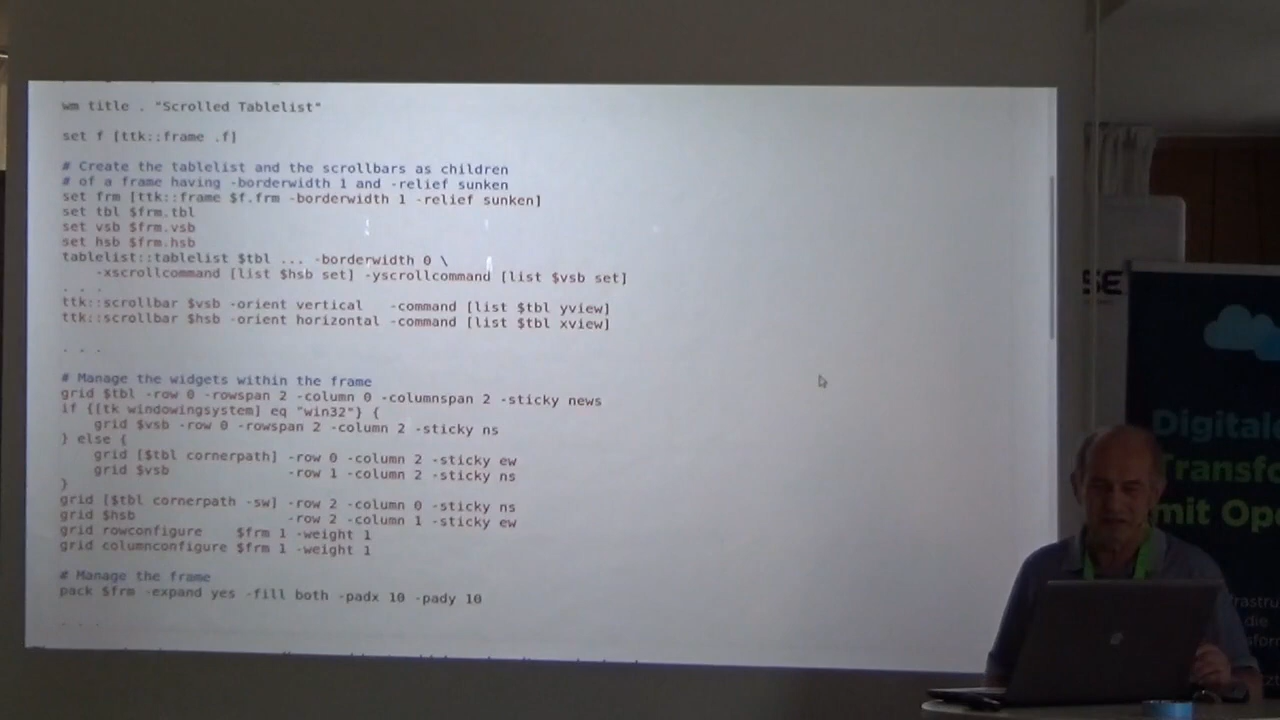 wm title . "Scrolled Tablelist"
set f [ttk::frame .f]
# Create the tablelist and the scrollbars as children
# of a frame having -borderwidth 1 and -relief sunken
set frm [ttk::frame $f.frm -borderwidth 1 -relief sunken]
set tbl $frm.tbl
set vsb $frm.vsb
set hsb $frm.hsb
tablelist::tablelist $tbl ... -borderwidth 0 \
    -xscrollcommand [list $hsb set] -yscrollcommand [list $vsb set]
. . .
ttk::scrollbar $vsb -orient vertical   -command [list $tbl yview]
ttk::scrollbar $hsb -orient horizontal -command [list $tbl xview]
. . .
# Manage the widgets within the frame
grid $tbl -row 0 -rowspan 2 -column 0 -columnspan 2 -sticky news
if {[tk windowingsystem] eq "win32"} {
    grid $vsb -row 0 -rowspan 2 -column 2 -sticky ns
} else {
    grid [$tbl cornerpath] -row 0 -column 2 -sticky ew
    grid $vsb              -row 1 -column 2 -sticky ns
}
grid [$tbl cornerpath -sw] -row 2 -column 0 -sticky ns
grid $hsb                  -row 2 -column 1 -sticky ew
grid rowconfigure    $frm 1 -weight 1
grid columnconfigure $frm 1 -weight 1
# Manage the frame
pack $frm -expand yes -fill both -padx 10 -pady 10
. . .
SE
Digital
Transfo
mit Op
rastru
die
sfor